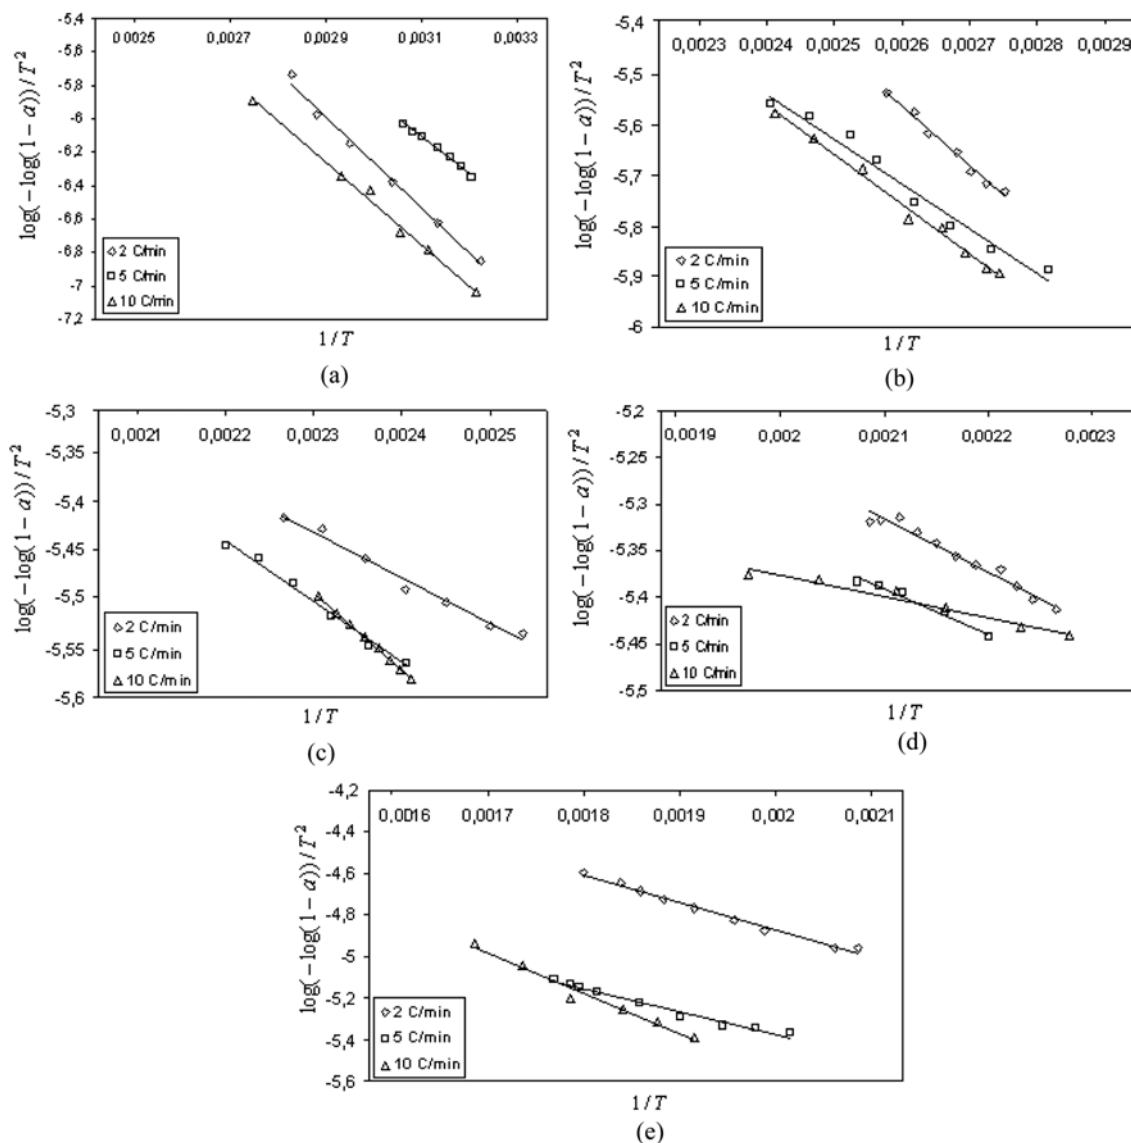 -5,4
0,0025 0,0027 0,0029 0,0031 0,0033
-5,6
-5,8
-6
-6,2
-6,4
-6,6
-6,8
-7
-7,2
log(−log(1−a))/T²
2 C/min
5 C/min
10 C/min
1/T
(a)
-5,4
0,0023 0,0024 0,0025 0,0026 0,0027 0,0028 0,0029
-5,5
-5,6
-5,7
-5,8
-5,9
-6
log(−log(1−a))/T²
2 C/min
5 C/min
10 C/min
1/T
(b)
-5,3
0,0021 0,0022 0,0023 0,0024 0,0025
-5,35
-5,4
-5,45
-5,5
-5,55
-5,6
log(−log(1−a))/T²
2 C/min
5 C/min
10 C/min
1/T
(c)
-5,2
0,0019 0,002 0,0021 0,0022 0,0023
-5,25
-5,3
-5,35
-5,4
-5,45
-5,5
log(−log(1−a))/T²
2 C/min
5 C/min
10 C/min
1/T
(d)
-4,2
0,0016 0,0017 0,0018 0,0019 0,002 0,0021
-4,4
-4,6
-4,8
-5
-5,2
-5,4
-5,6
log(−log(1−a))/T²
2 C/min
5 C/min
10 C/min
1/T
(e)